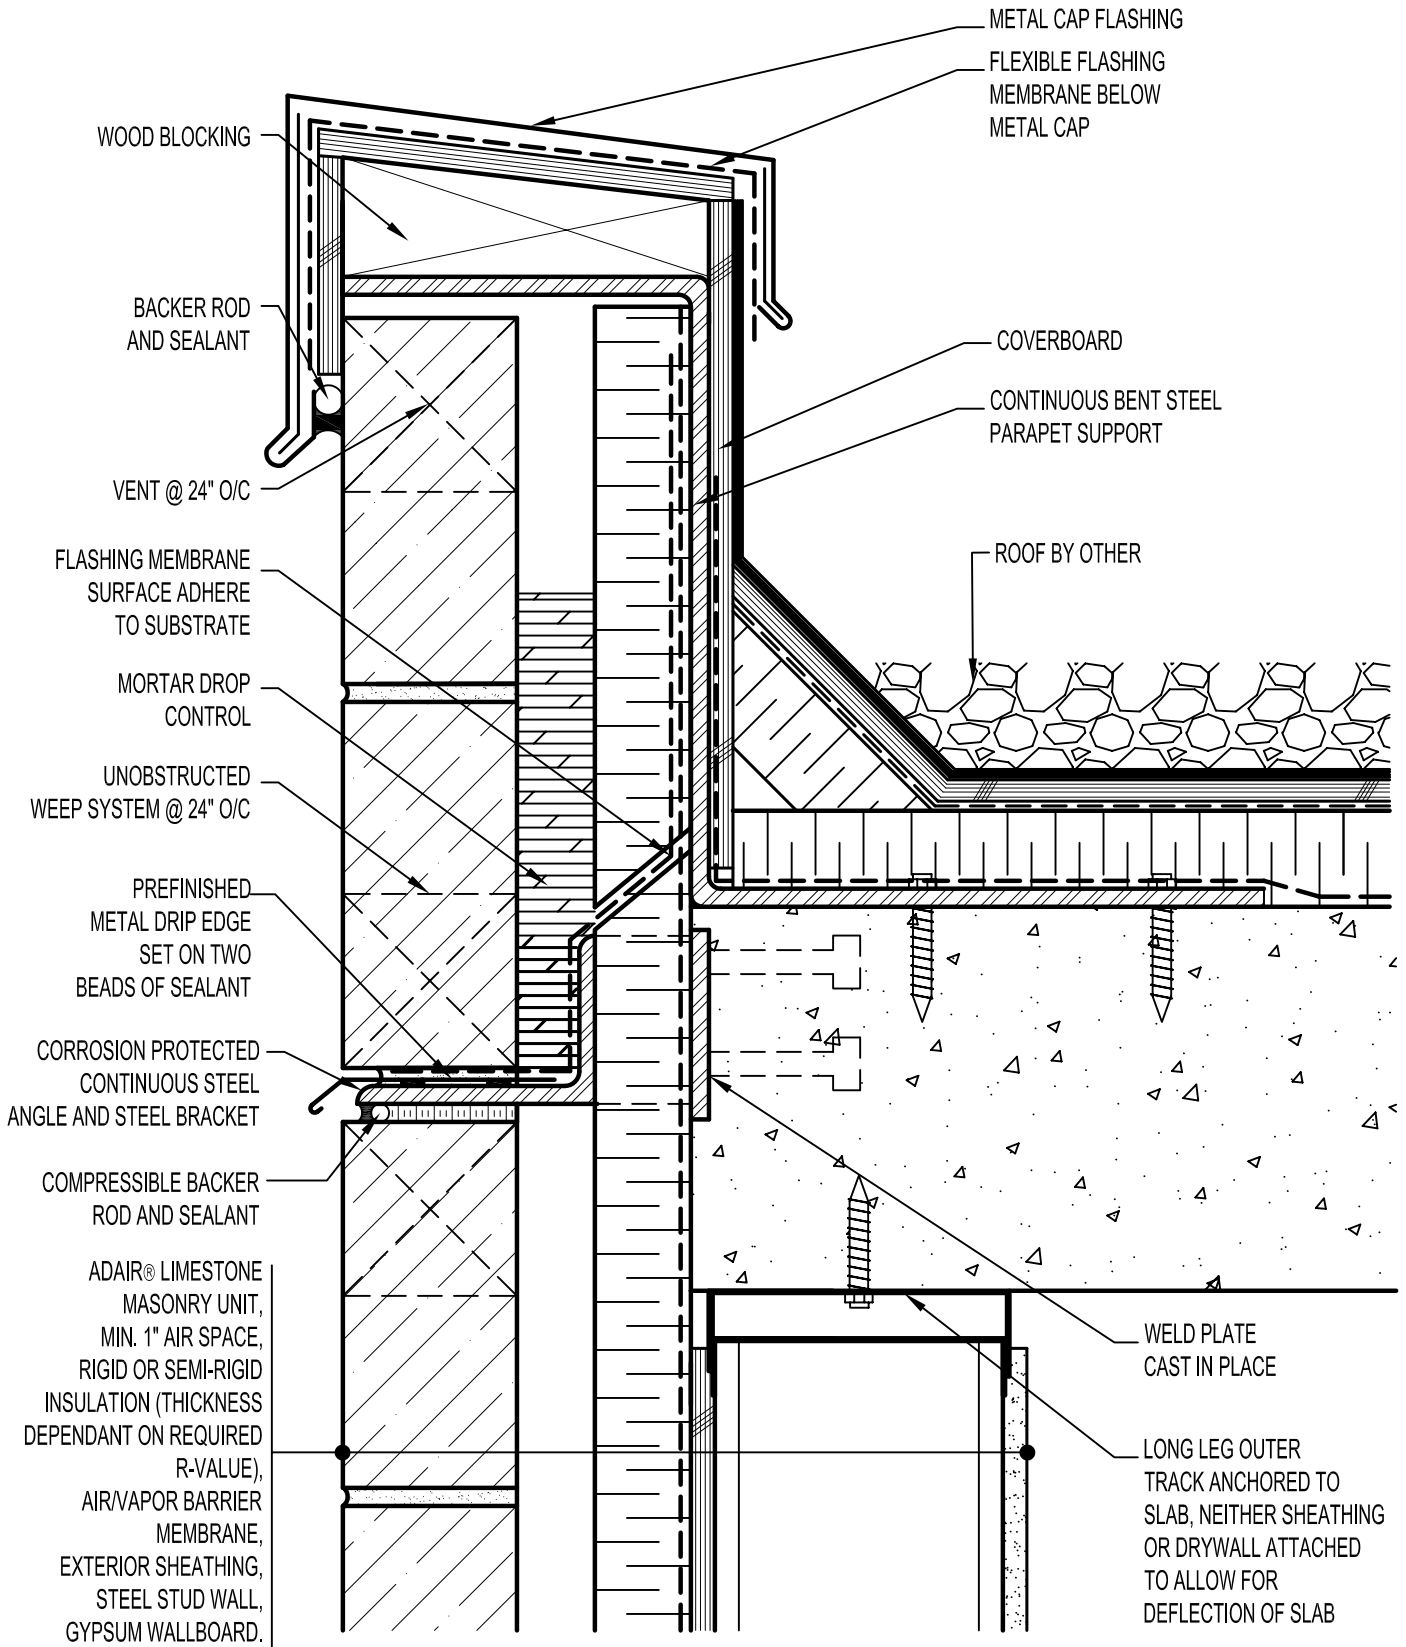 METAL CAP FLASHING
FLEXIBLE FLASHING
MEMBRANE BELOW
METAL CAP
WOOD BLOCKING
BACKER ROD
AND SEALANT
COVERBOARD
CONTINUOUS BENT STEEL
PARAPET SUPPORT
VENT @ 24" O/C
FLASHING MEMBRANE
SURFACE ADHERE
TO SUBSTRATE
ROOF BY OTHER
MORTAR DROP
CONTROL
UNOBSTRUCTED
WEEP SYSTEM @ 24" O/C
PREFINISHED
METAL DRIP EDGE
SET ON TWO
BEADS OF SEALANT
CORROSION PROTECTED
CONTINUOUS STEEL
ANGLE AND STEEL BRACKET
COMPRESSIBLE BACKER
ROD AND SEALANT
ADAIR® LIMESTONE
MASONRY UNIT,
MIN. 1" AIR SPACE,
RIGID OR SEMI-RIGID
INSULATION (THICKNESS
DEPENDANT ON REQUIRED
R-VALUE),
AIR/VAPOR BARRIER
MEMBRANE,
EXTERIOR SHEATHING,
STEEL STUD WALL,
GYPSUM WALLBOARD.
WELD PLATE
CAST IN PLACE
LONG LEG OUTER
TRACK ANCHORED TO
SLAB, NEITHER SHEATHING
OR DRYWALL ATTACHED
TO ALLOW FOR
DEFLECTION OF SLAB